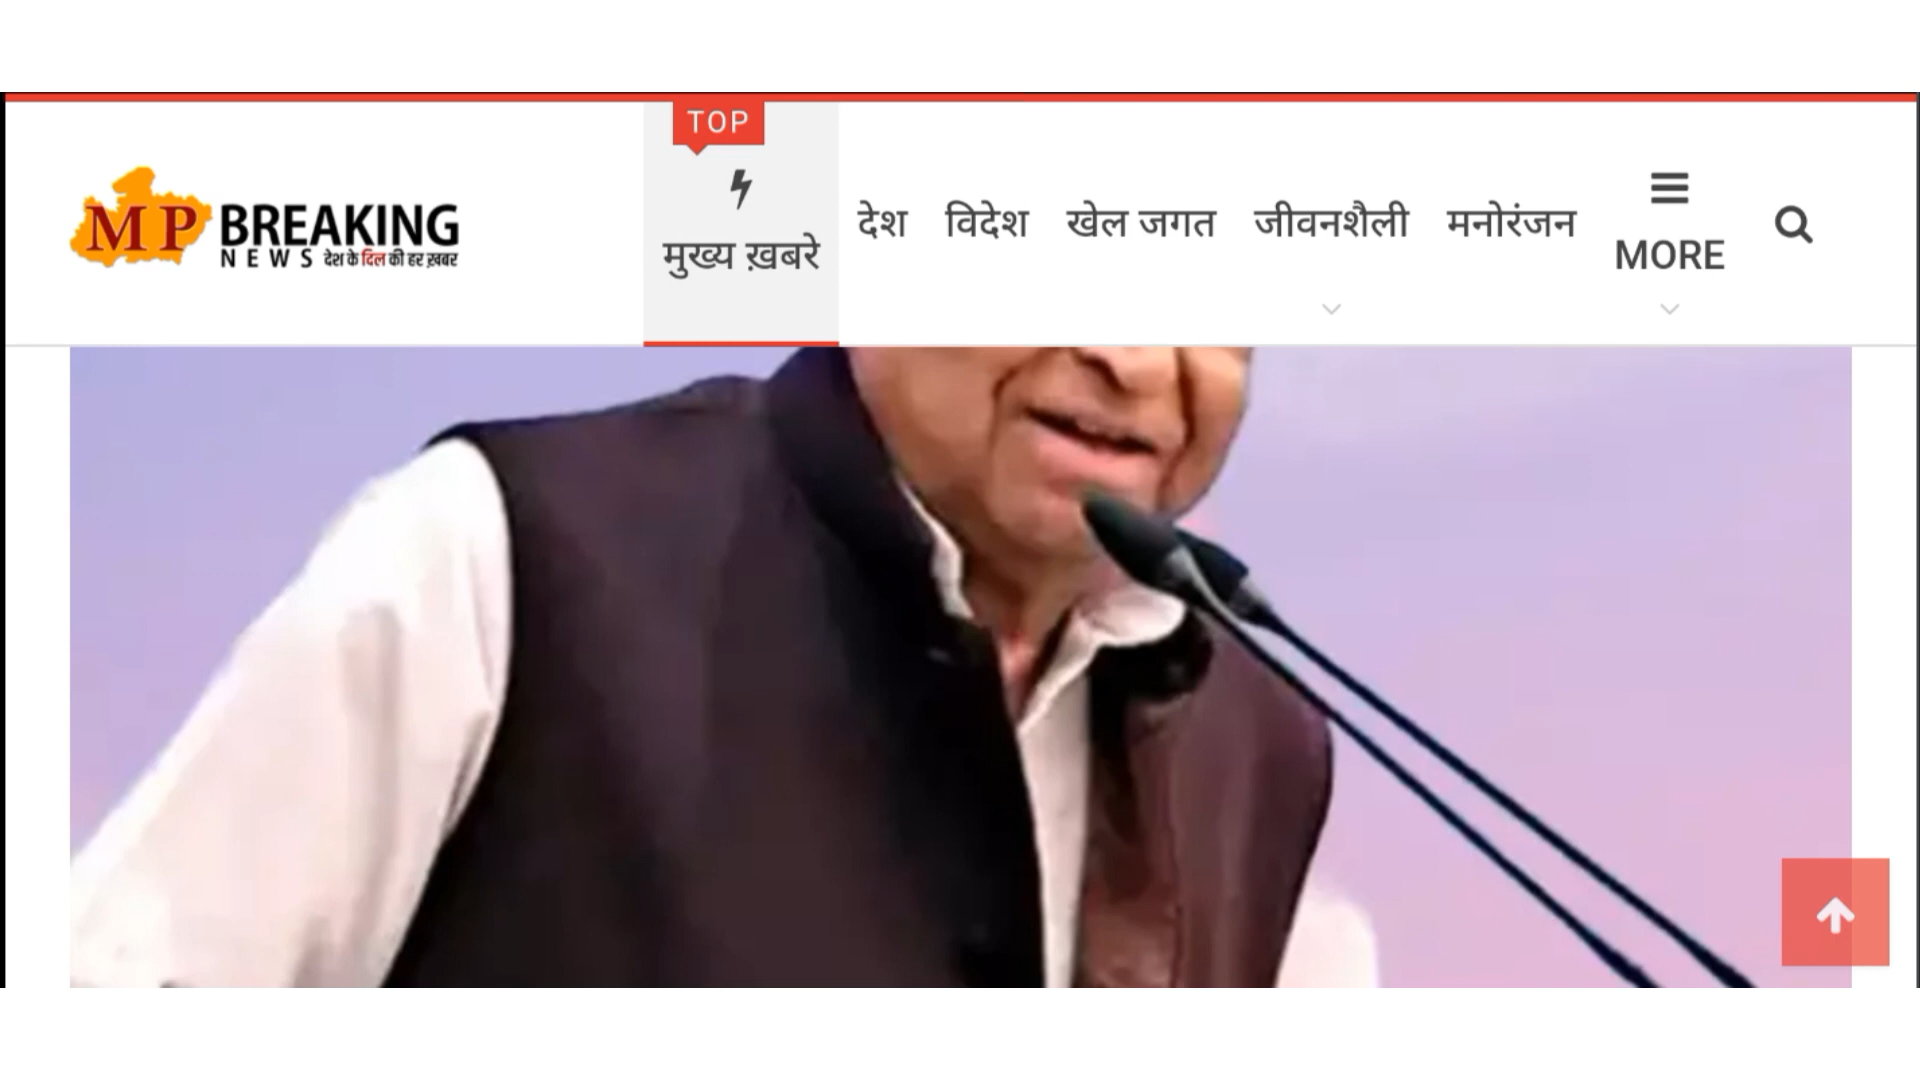 TOP
MP BREAKING
NEWS देश के दिल की हर ख़बर
मुख्य ख़बरे
देश
विदेश
खेल जगत
जीवनशैली
मनोरंजन
MORE